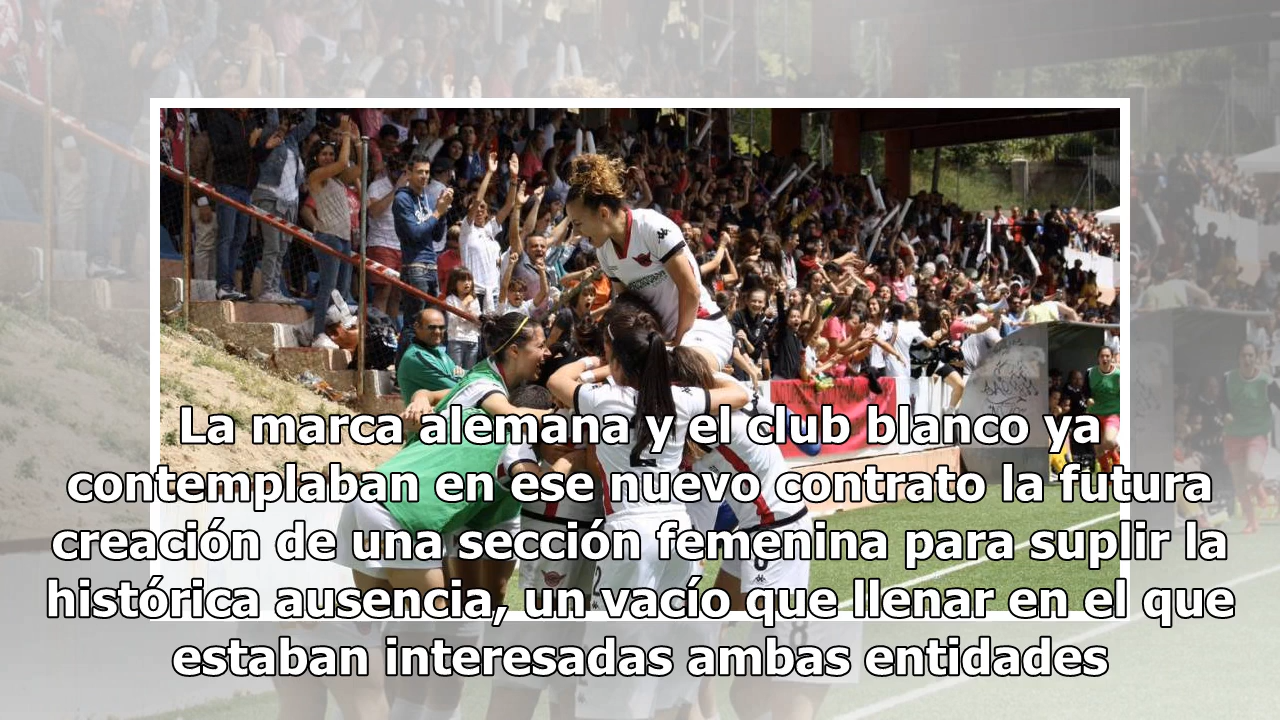 La marca alemana y el club blanco ya
contemplaban en ese nuevo contrato la futura
creación de una sección femenina para suplir la
histórica ausencia, un vacío que llenar en el que
estaban interesadas ambas entidades